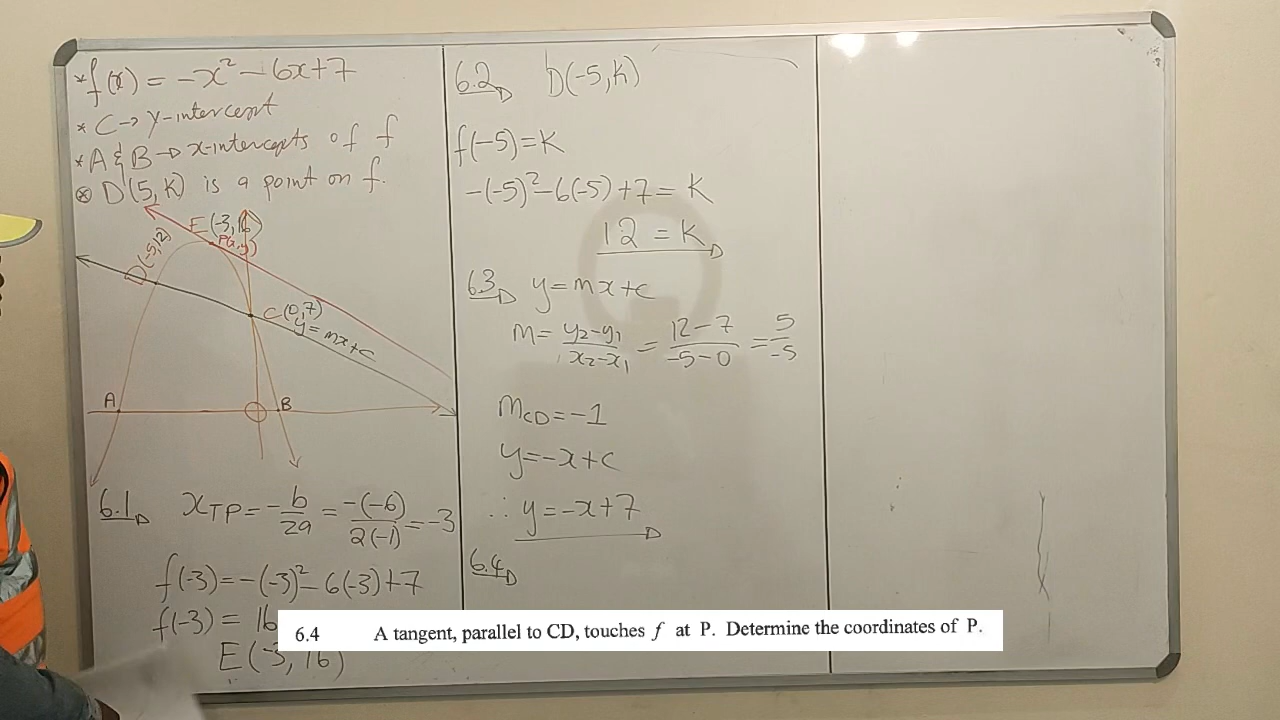 * f(x) = -x² - 6x + 7
* C → y-intercept
* A & B → x-intercepts of f
⊛ D(5, K) is a point on f.
E(-3, 16)
P(x, y)
D(-5, 12)
C(0, 7)
y = mx + c
A
B
6.1 x_TP = -b/2a = -(-6)/2(-1) = -3
f(-3) = -(-3)² - 6(-3) + 7
f(-3) = 16
E(-3, 16)
6.2 D(-5, K)
f(-5) = K
-(-5)² - 6(-5) + 7 = K
12 = K
6.3 y = mx + c
m = y₂-y₁/x₂-x₁ = 12-7/-5-0 = 5/-5
m_CD = -1
y = -x + c
∴ y = -x + 7
6.4
6.4 A tangent, parallel to CD, touches f at P. Determine the coordinates of P.